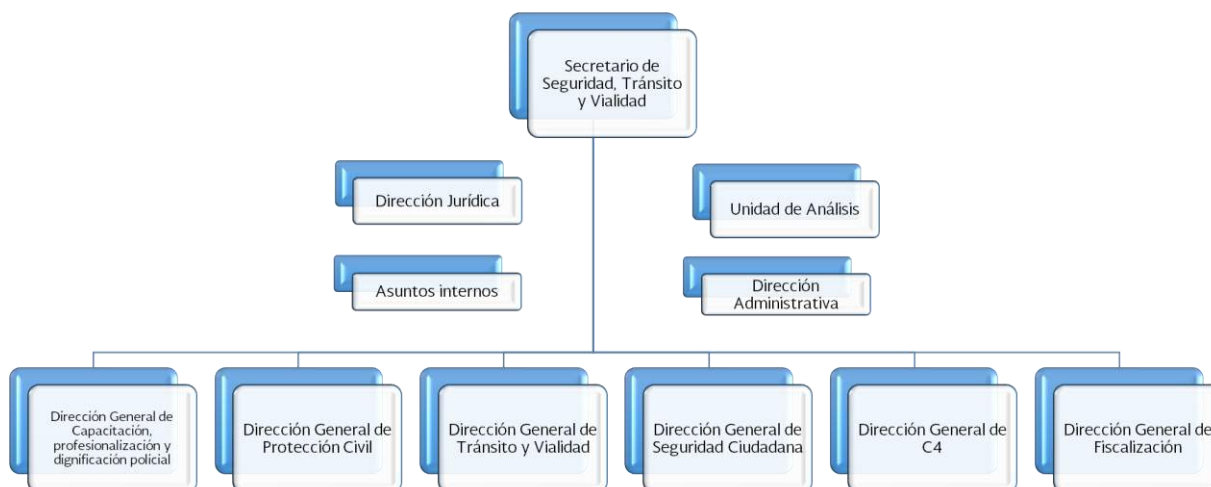 Secretario de
Seguridad, Tránsito
y Vialidad
Dirección Jurídica
Unidad de Análisis
Asuntos internos
Dirección
Administrativa
Dirección General de
Capacitación,
profesionalización y
dignificación policial
Dirección General de
Protección Civil
Dirección General de
Tránsito y Vialidad
Dirección General de
Seguridad Ciudadana
Dirección General de
C4
Dirección General de
Fiscalización